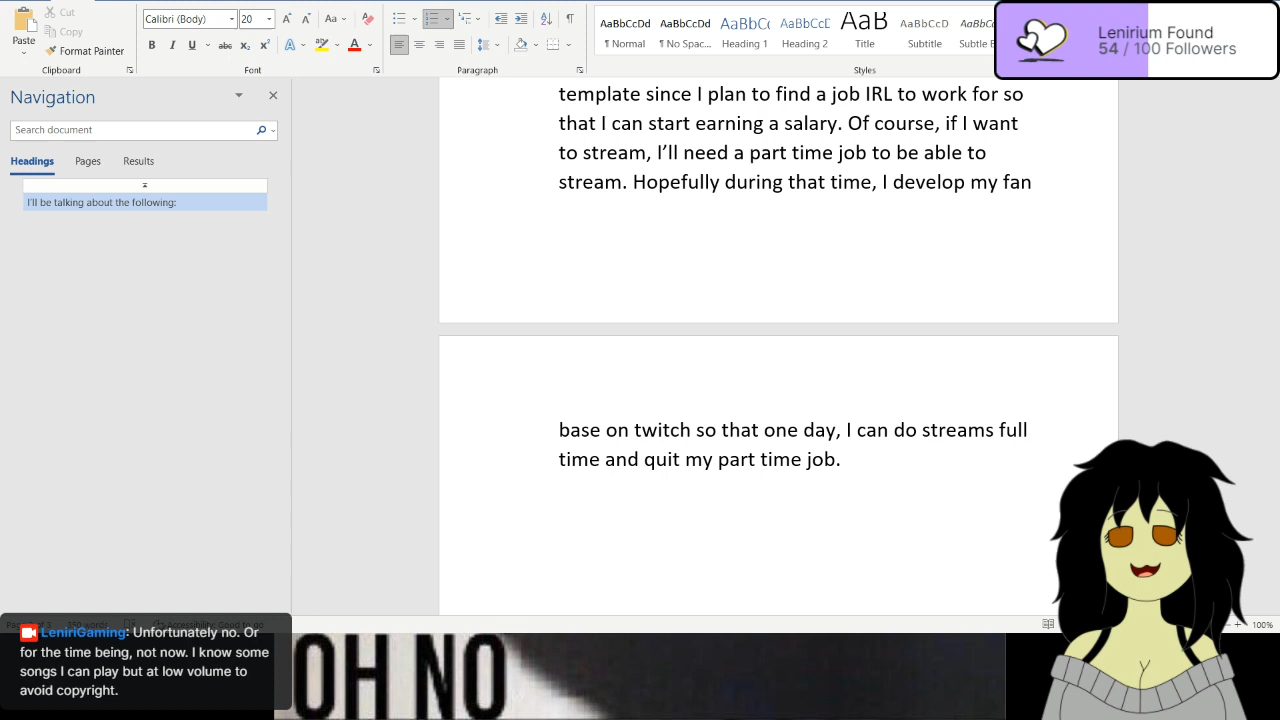 Cut
Copy
Paste
Format Painter
Clipboard
Calibri (Body)
20
Aa
B I U abc x₂ x² A A
Font
Paragraph
AaBbCcDd
¶ Normal
AaBbCcDd
¶ No Spac...
AaBbCc
Heading 1
AaBbCcD
Heading 2
AaB
Title
AaBbCcD
Subtitle
AaBbCc
Subtle E
Styles
Lenirium Found
54 / 100 Followers
Navigation
Search document
Headings
Pages
Results
I'll be talking about the following:
template since I plan to find a job IRL to work for so
that I can start earning a salary. Of course, if I want
to stream, I’ll need a part time job to be able to
stream. Hopefully during that time, I develop my fan
base on twitch so that one day, I can do streams full
time and quit my part time job.
LeniriGaming: Unfortunately no. Or
for the time being, not now. I know some
songs I can play but at low volume to
avoid copyright.
OH NO
100%